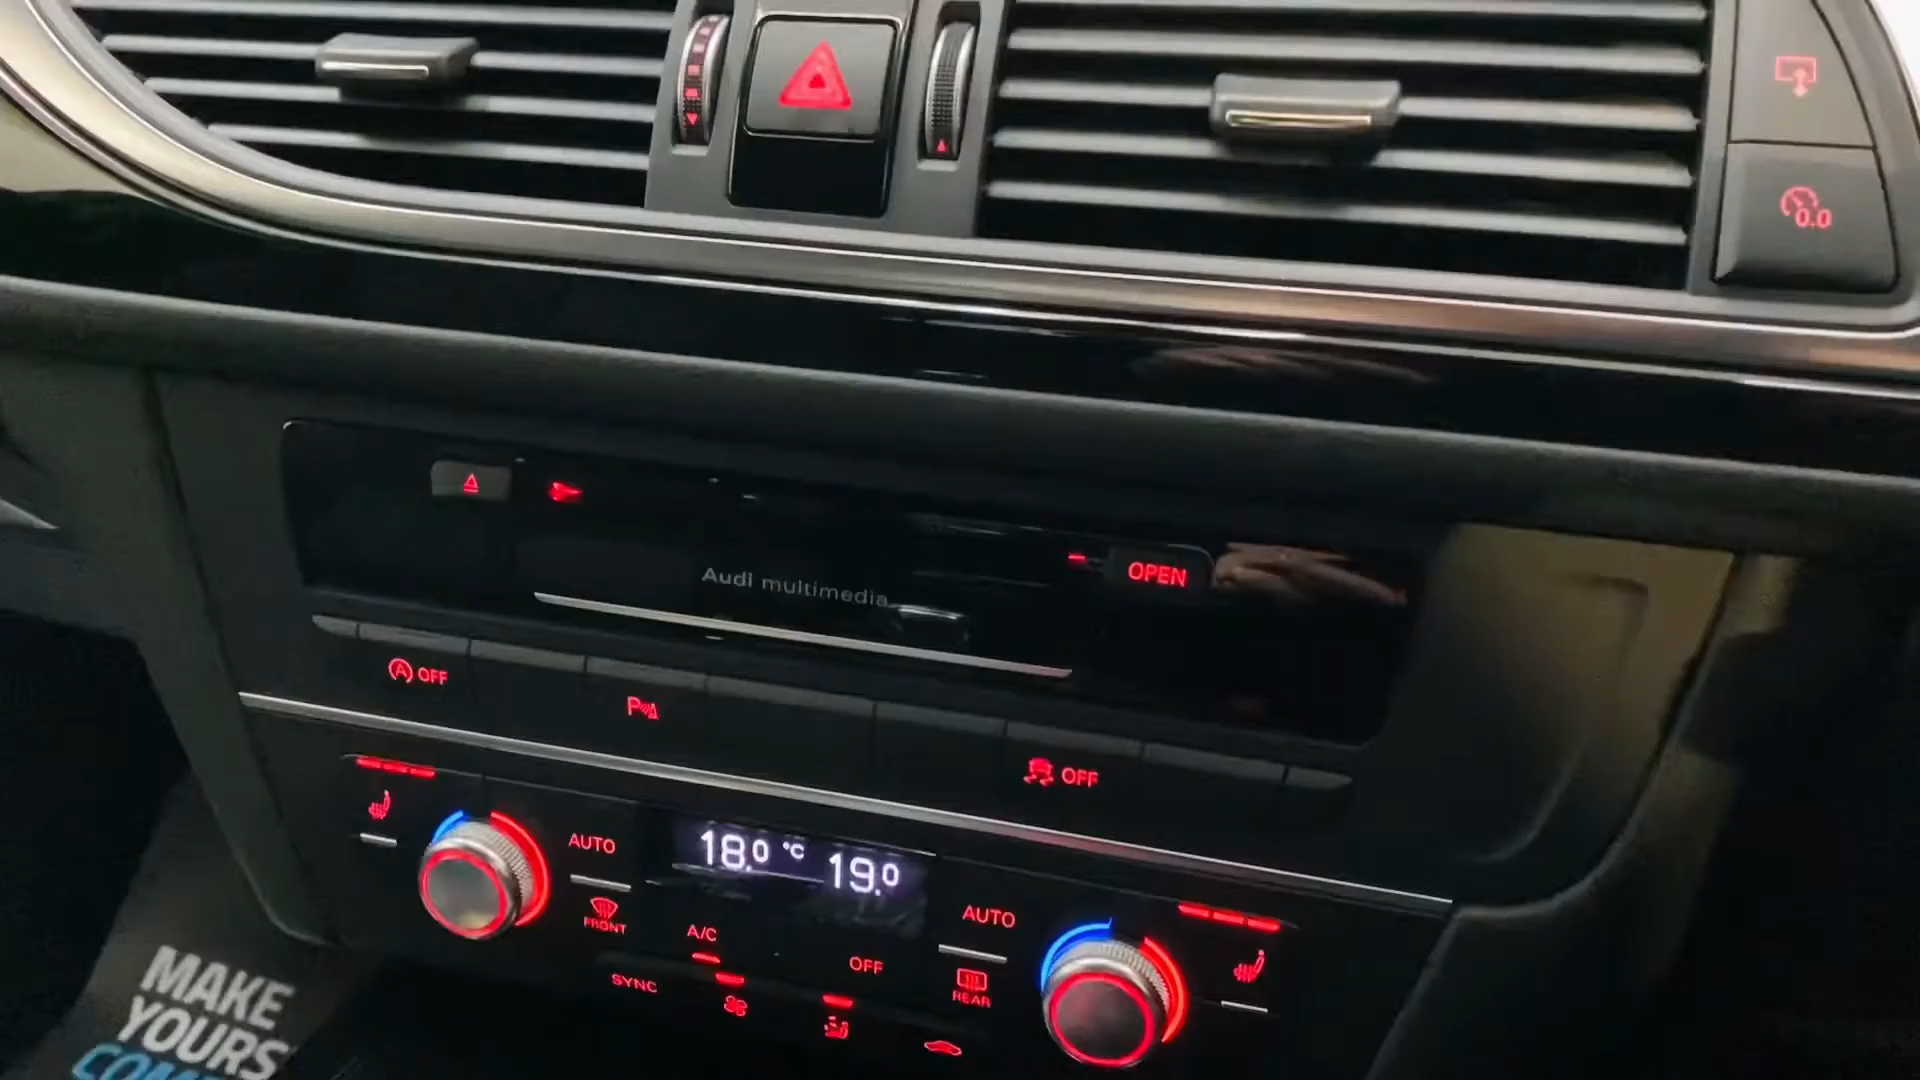 0.0
OPEN
Audi multimedia
OFF
P
OFF
AUTO
18.0 °C 19.0
FRONT
A/C
AUTO
OFF
SYNC
REAR
MAKE
YOURS